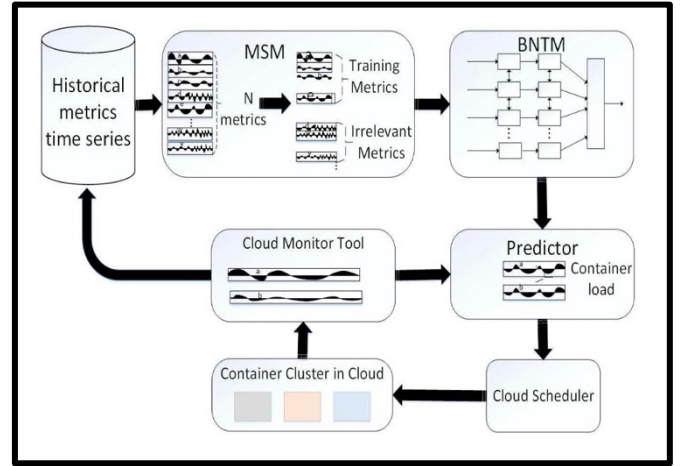 Historical
metrics
time series
MSM
N
metrics
Training
Metrics
Irrelevant
Metrics
BNTM
Cloud Monitor Tool
a
b
Predictor
a
b
Container
load
Container Cluster in Cloud
Cloud Scheduler